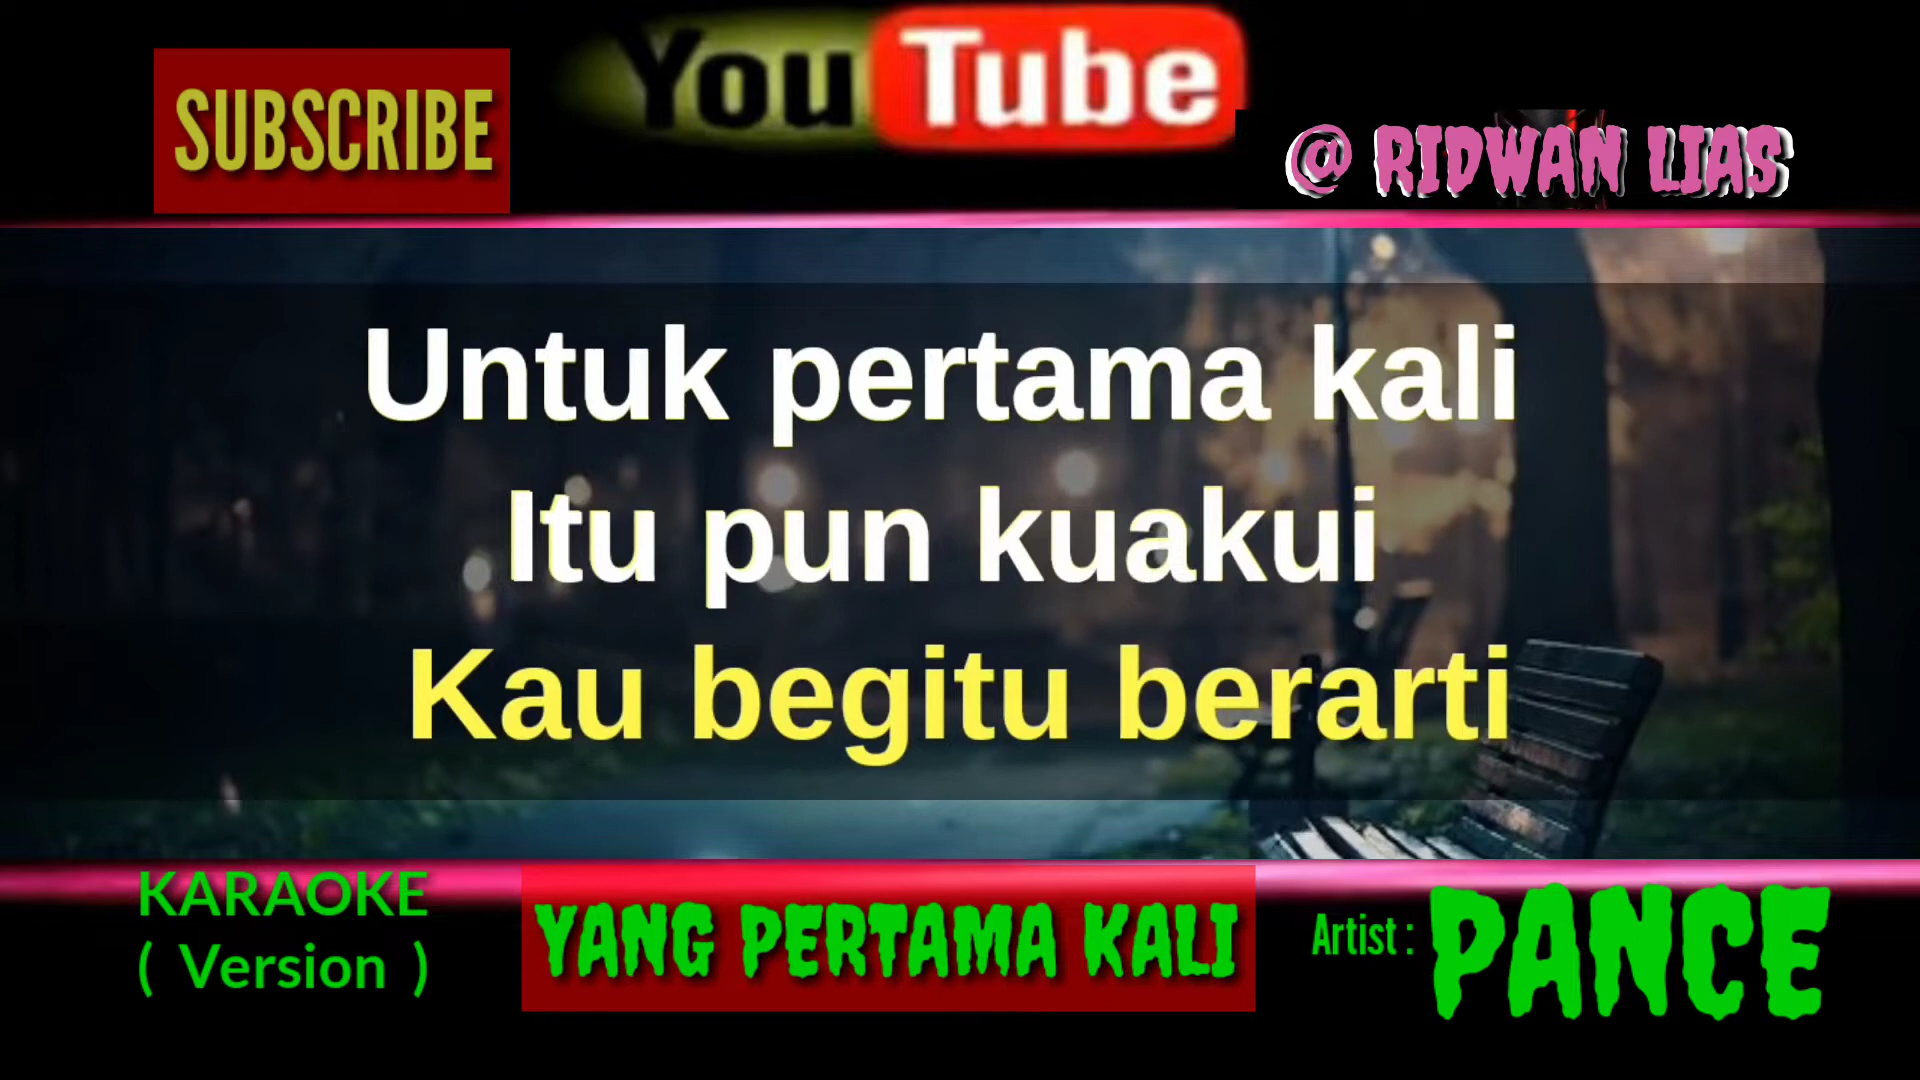 SUBSCRIBE
YouTube
@ RIDWAN LIAS
Untuk pertama kali
Itu pun kuakui
Kau begitu berarti
KARAOKE
( Version )
YANG PERTAMA KALI
Artist : PANCE